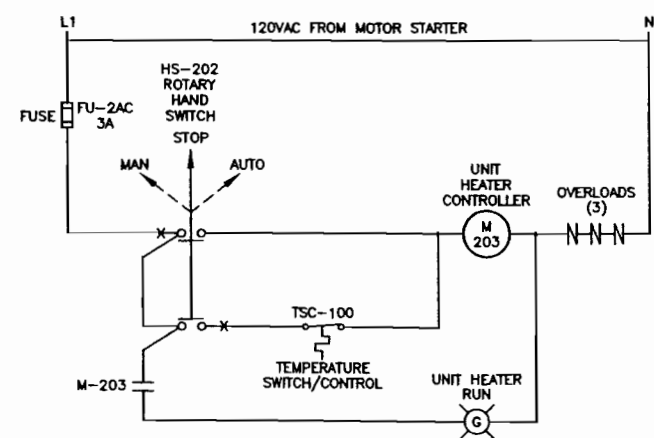 L1
120VAC FROM MOTOR STARTER
N
HS-202
ROTARY
HAND
SWITCH
STOP
FUSE
FU-2AC
3A
MAN
AUTO
UNIT
HEATER
CONTROLLER
OVERLOADS
(3)
X
M
203
TSC-100
X
TEMPERATURE
SWITCH/CONTROL
M-203
UNIT HEATER
RUN
G